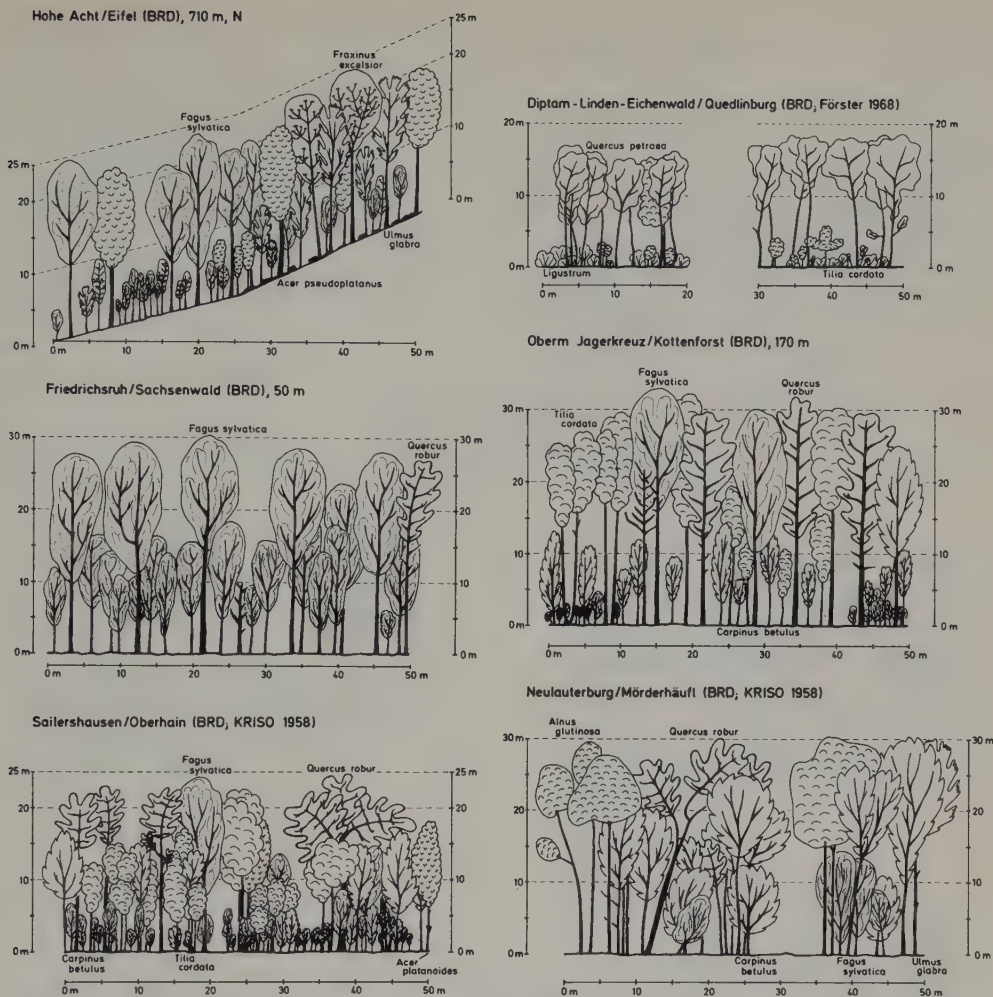 Hohe Acht/Eifel (BRD), 710 m, N
25 m
20
Fraxinus
excelsior
Fagus
sylvatica
10
25 m
20
0 m
10
Ulmus
glabra
Acer pseudoplatanus
0 m
0 m 10 20 30 40 50 m
Diptam-Linden-Eichenwald/Quedlinburg (BRD; Förster 1968)
20 m 20 m
Quercus petraea
10 10
0 m 0 m
Ligustrum Tilia cordata
0 m 10 20 30 50 m
Friedrichsruh/Sachsenwald (BRD), 50 m
Fagus sylvatica
Quercus
robur
30 m 30 m
20 20
10 10
0 m 0 m
0 m 10 20 30 40 50 m
Oberm Jagerkreuz/Kottenforst (BRD), 170 m
Fagus
sylvatica
Quercus
robur
Tilia
cordata
30 m 30 m
20 20
10 10
0 m 0 m
Carpinus betulus
0 m 10 20 30 40 50 m
Sailershausen/Oberhain (BRD; KRISO 1958)
Fagus
sylvatica
Quercus robur
25 m 25 m
20 20
10 10
0 m 0 m
Carpinus
betulus
Tilia
cordata
Acer
platanoides
0 m 10 20 30 40 50 m
Neulauterburg/Mörderhäufl (BRD; KRISO 1958)
Alnus
glutinosa
Quercus robur
30 m 30 m
20 20
10 10
0 m 0 m
Carpinus
betulus
Fagus
sylvatica
Ulmus
glabra
0 m 10 20 30 40 50 m